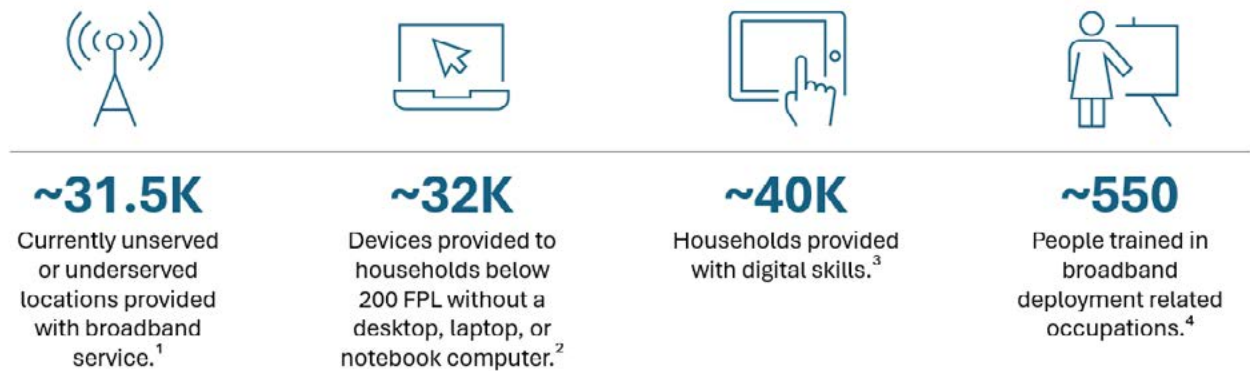 ~31.5K
Currently unserved
or underserved
locations provided
with broadband
service.¹
~32K
Devices provided to
households below
200 FPL without a
desktop, laptop, or
notebook computer.²
~40K
Households provided
with digital skills.³
~550
People trained in
broadband
deployment related
occupations.⁴